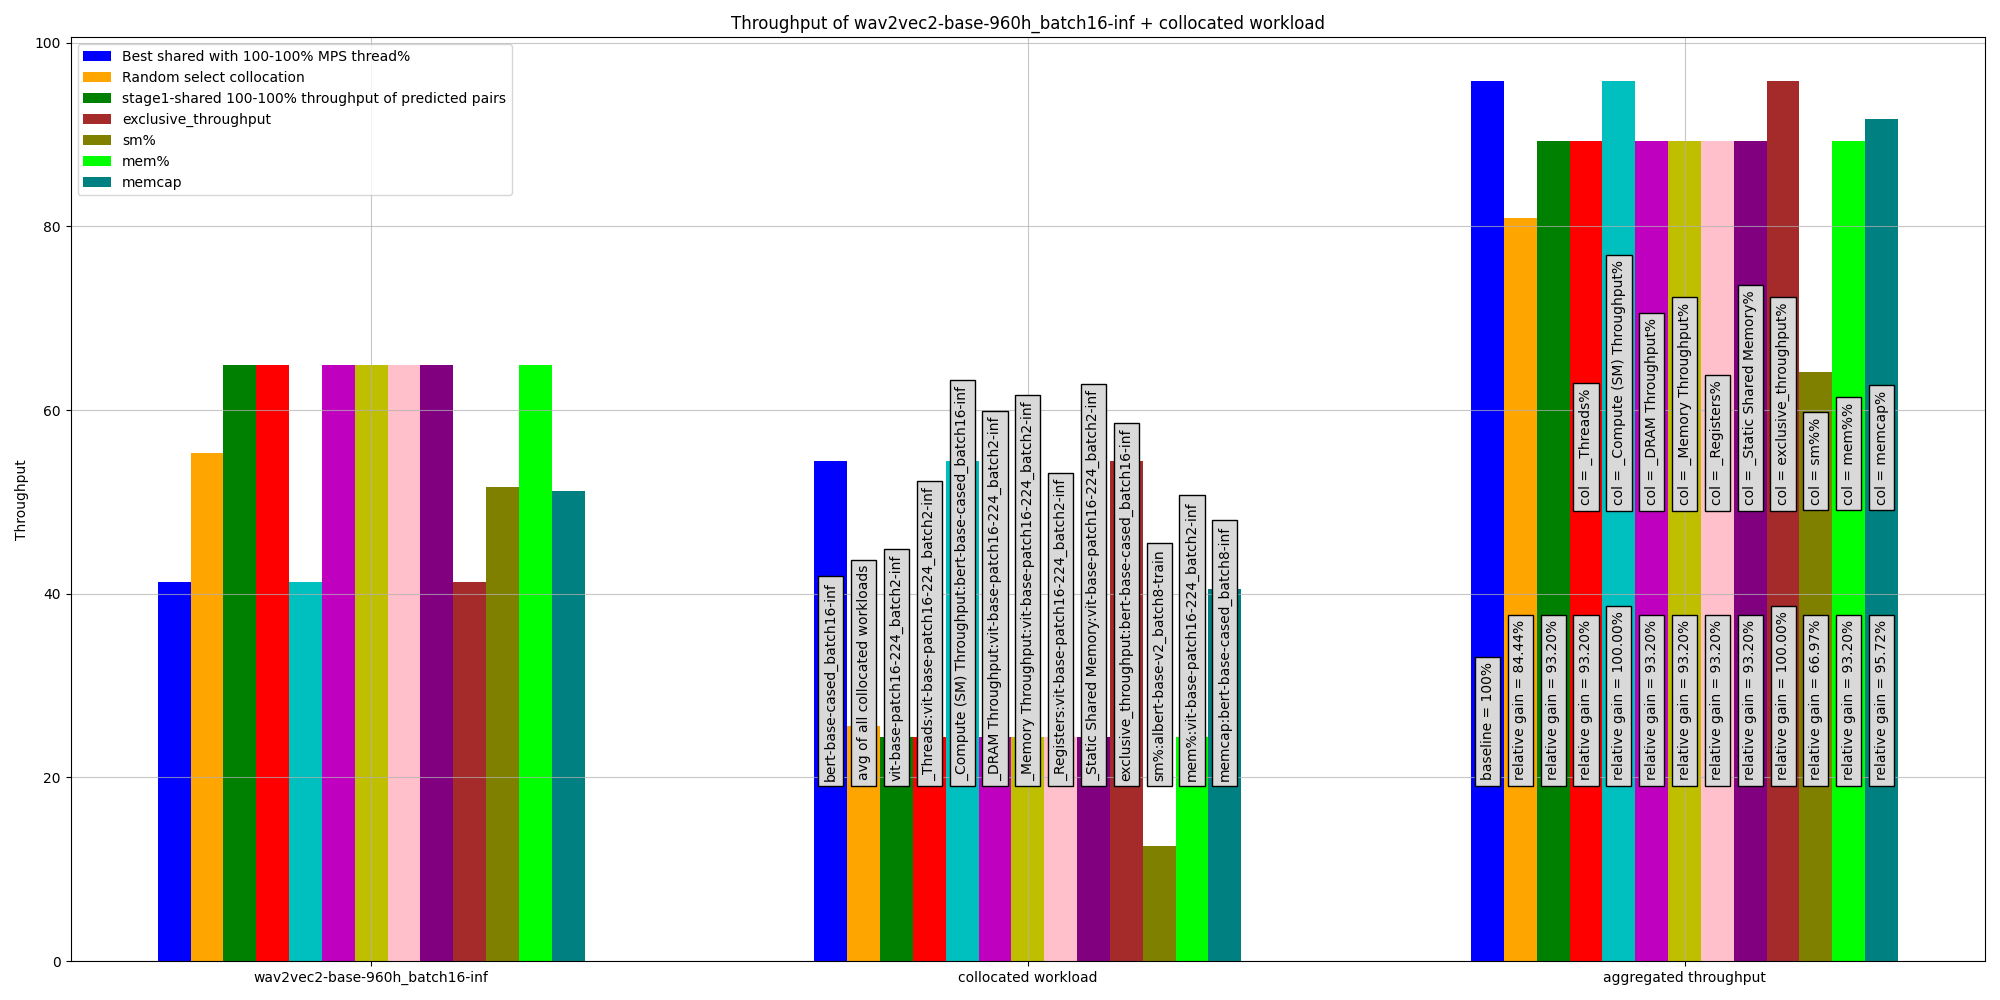 Throughput of wav2vec2-base-960h_batch16-inf + collocated workload
Throughput
100
80
60
40
20
0
Best shared with 100-100% MPS thread%
Random select collocation
stage1-shared 100-100% throughput of predicted pairs
exclusive_throughput
sm%
mem%
memcap
bert-base-cased_batch16-inf
avg of all collocated workloads
vit-base-patch16-224_batch2-inf
_Threads:vit-base-patch16-224_batch2-inf
_Compute (SM) Throughput:bert-base-cased_batch16-inf
_DRAM Throughput:vit-base-patch16-224_batch2-inf
_Memory Throughput:vit-base-patch16-224_batch2-inf
_Registers:vit-base-patch16-224_batch2-inf
_Static Shared Memory:vit-base-patch16-224_batch2-inf
exclusive_throughput:bert-base-cased_batch16-inf
sm%:albert-base-v2_batch8-train
mem%:vit-base-patch16-224_batch2-inf
memcap:bert-base-cased_batch8-inf
col = _Threads%
col = _Compute (SM) Throughput%
col = _DRAM Throughput%
col = _Memory Throughput%
col = _Registers%
col = _Static Shared Memory%
col = exclusive_throughput%
col = sm%%
col = mem%%
col = memcap%
baseline = 100%
relative gain = 84.44%
relative gain = 93.20%
relative gain = 93.20%
relative gain = 100.00%
relative gain = 93.20%
relative gain = 93.20%
relative gain = 93.20%
relative gain = 93.20%
relative gain = 100.00%
relative gain = 66.97%
relative gain = 93.20%
relative gain = 95.72%
wav2vec2-base-960h_batch16-inf
collocated workload
aggregated throughput